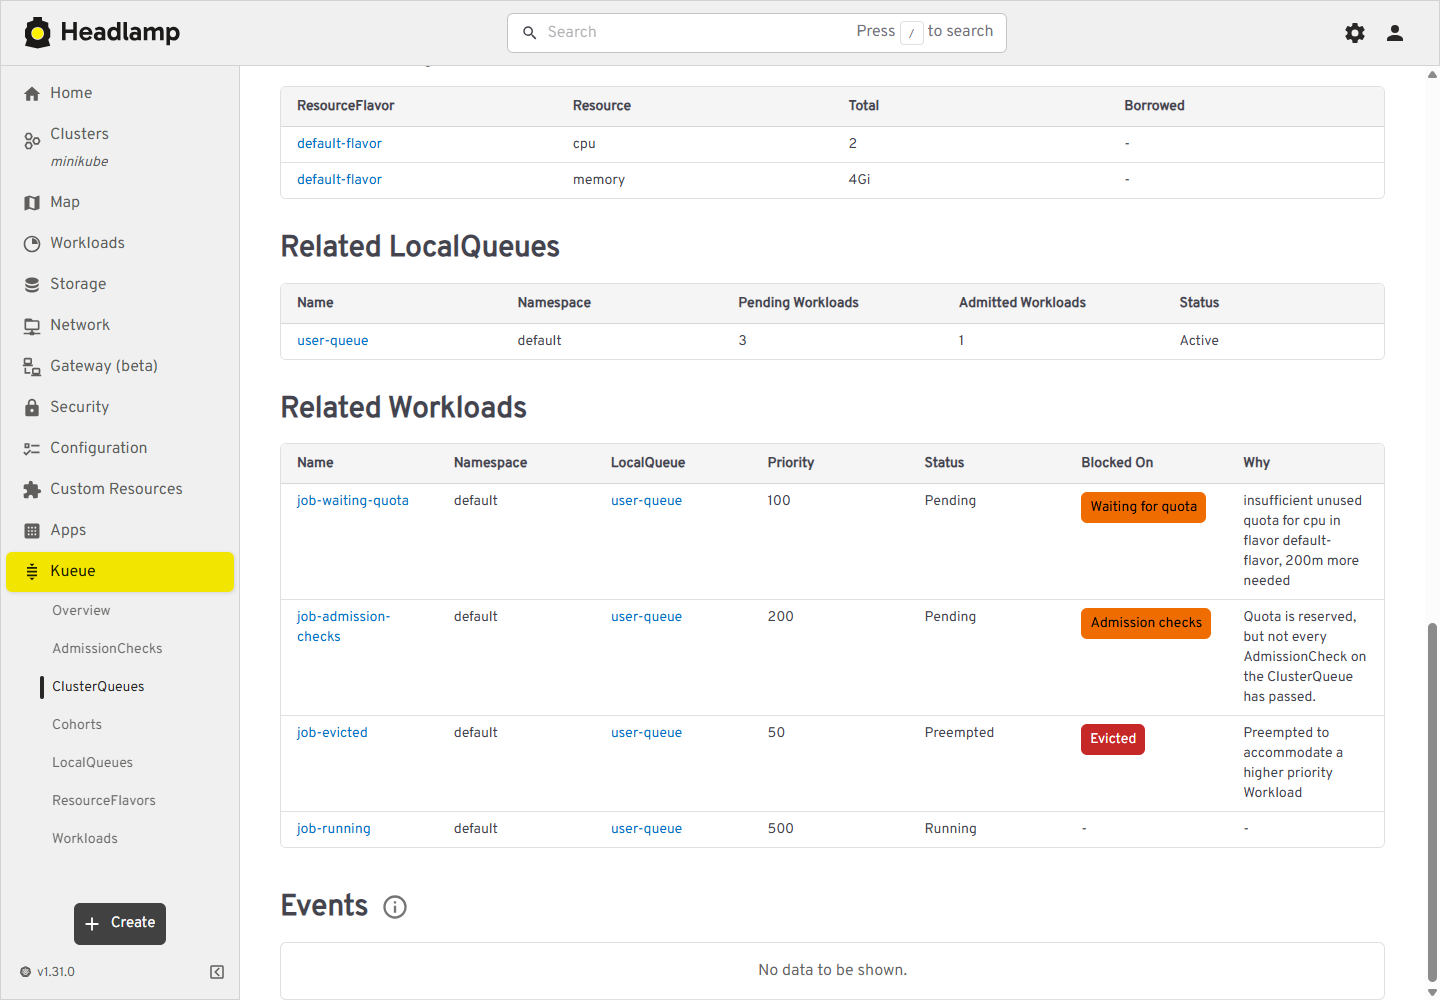 Headlamp
Search
Press / to search
Home
Clusters
minikube
Map
Workloads
Storage
Network
Gateway (beta)
Security
Configuration
Custom Resources
Apps
Kueue
Overview
AdmissionChecks
ClusterQueues
Cohorts
LocalQueues
ResourceFlavors
Workloads
Create
v1.31.0
ResourceFlavor Resource Total Borrowed
default-flavor cpu 2 -
default-flavor memory 4Gi -
Related LocalQueues
Name Namespace Pending Workloads Admitted Workloads Status
user-queue default 3 1 Active
Related Workloads
Name Namespace LocalQueue Priority Status Blocked On Why
job-waiting-quota default user-queue 100 Pending Waiting for quota insufficient unused
quota for cpu in
flavor default-
flavor, 200m more
needed
job-admission- default user-queue 200 Pending Admission checks Quota is reserved,
checks but not every
AdmissionCheck on
the ClusterQueue
has passed.
job-evicted default user-queue 50 Preempted Evicted Preempted to
accommodate a
higher priority
Workload
job-running default user-queue 500 Running - -
Events
No data to be shown.